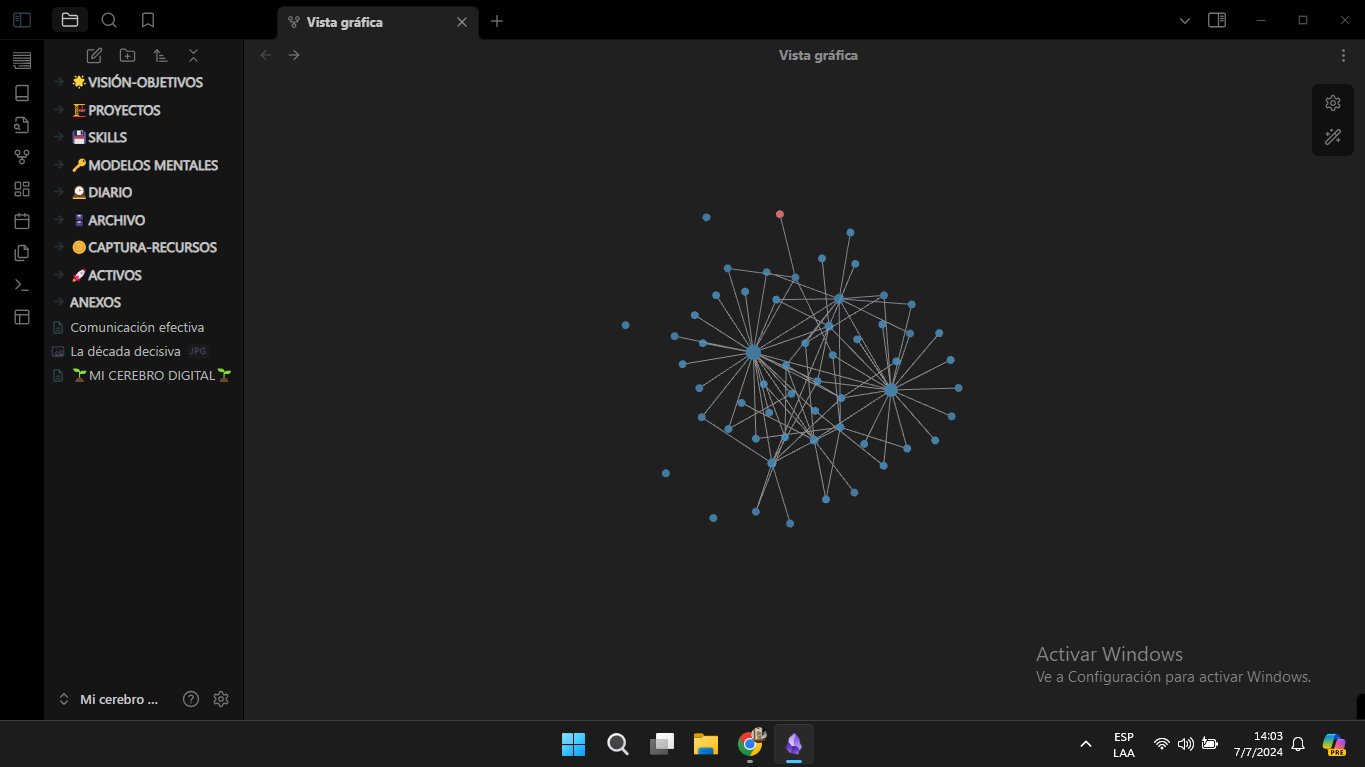 Vista gráfica
Vista gráfica
🌟VISIÓN-OBJETIVOS
🏗️PROYECTOS
💾SKILLS
🔑MODELOS MENTALES
🕰️DIARIO
🗄️ARCHIVO
🪙CAPTURA-RECURSOS
🚀ACTIVOS
ANEXOS
Comunicación efectiva
La década decisiva JPG
🌱MI CEREBRO DIGITAL🌱
Mi cerebro ...
Activar Windows
Ve a Configuración para activar Windows.
ESP
LAA
14:03
7/7/2024
PRE